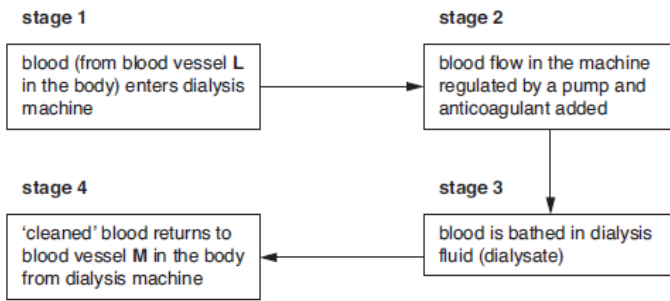 stage 1
blood (from blood vessel L
in the body) enters dialysis
machine
stage 2
blood flow in the machine
regulated by a pump and
anticoagulant added
stage 3
blood is bathed in dialysis
fluid (dialysate)
stage 4
‘cleaned’ blood returns to
blood vessel M in the body
from dialysis machine